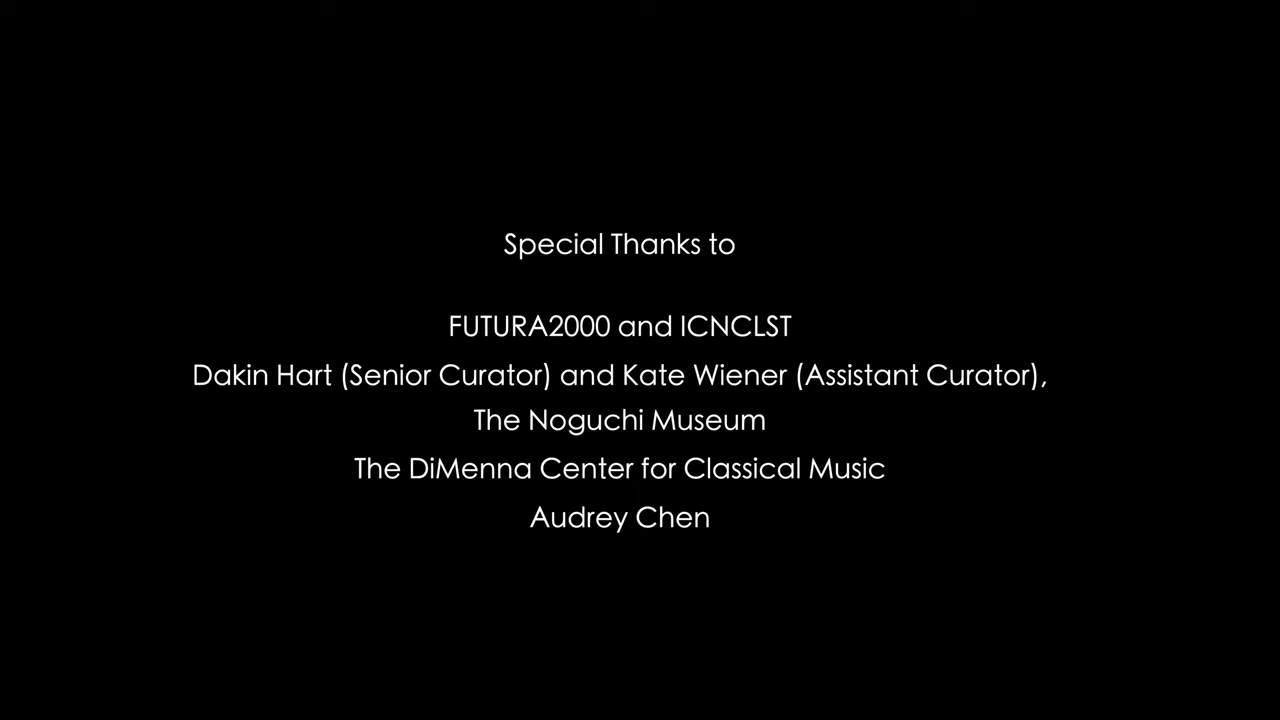 Special Thanks to
FUTURA2000 and ICNCLST
Dakin Hart (Senior Curator) and Kate Wiener (Assistant Curator),
The Noguchi Museum
The DiMenna Center for Classical Music
Audrey Chen